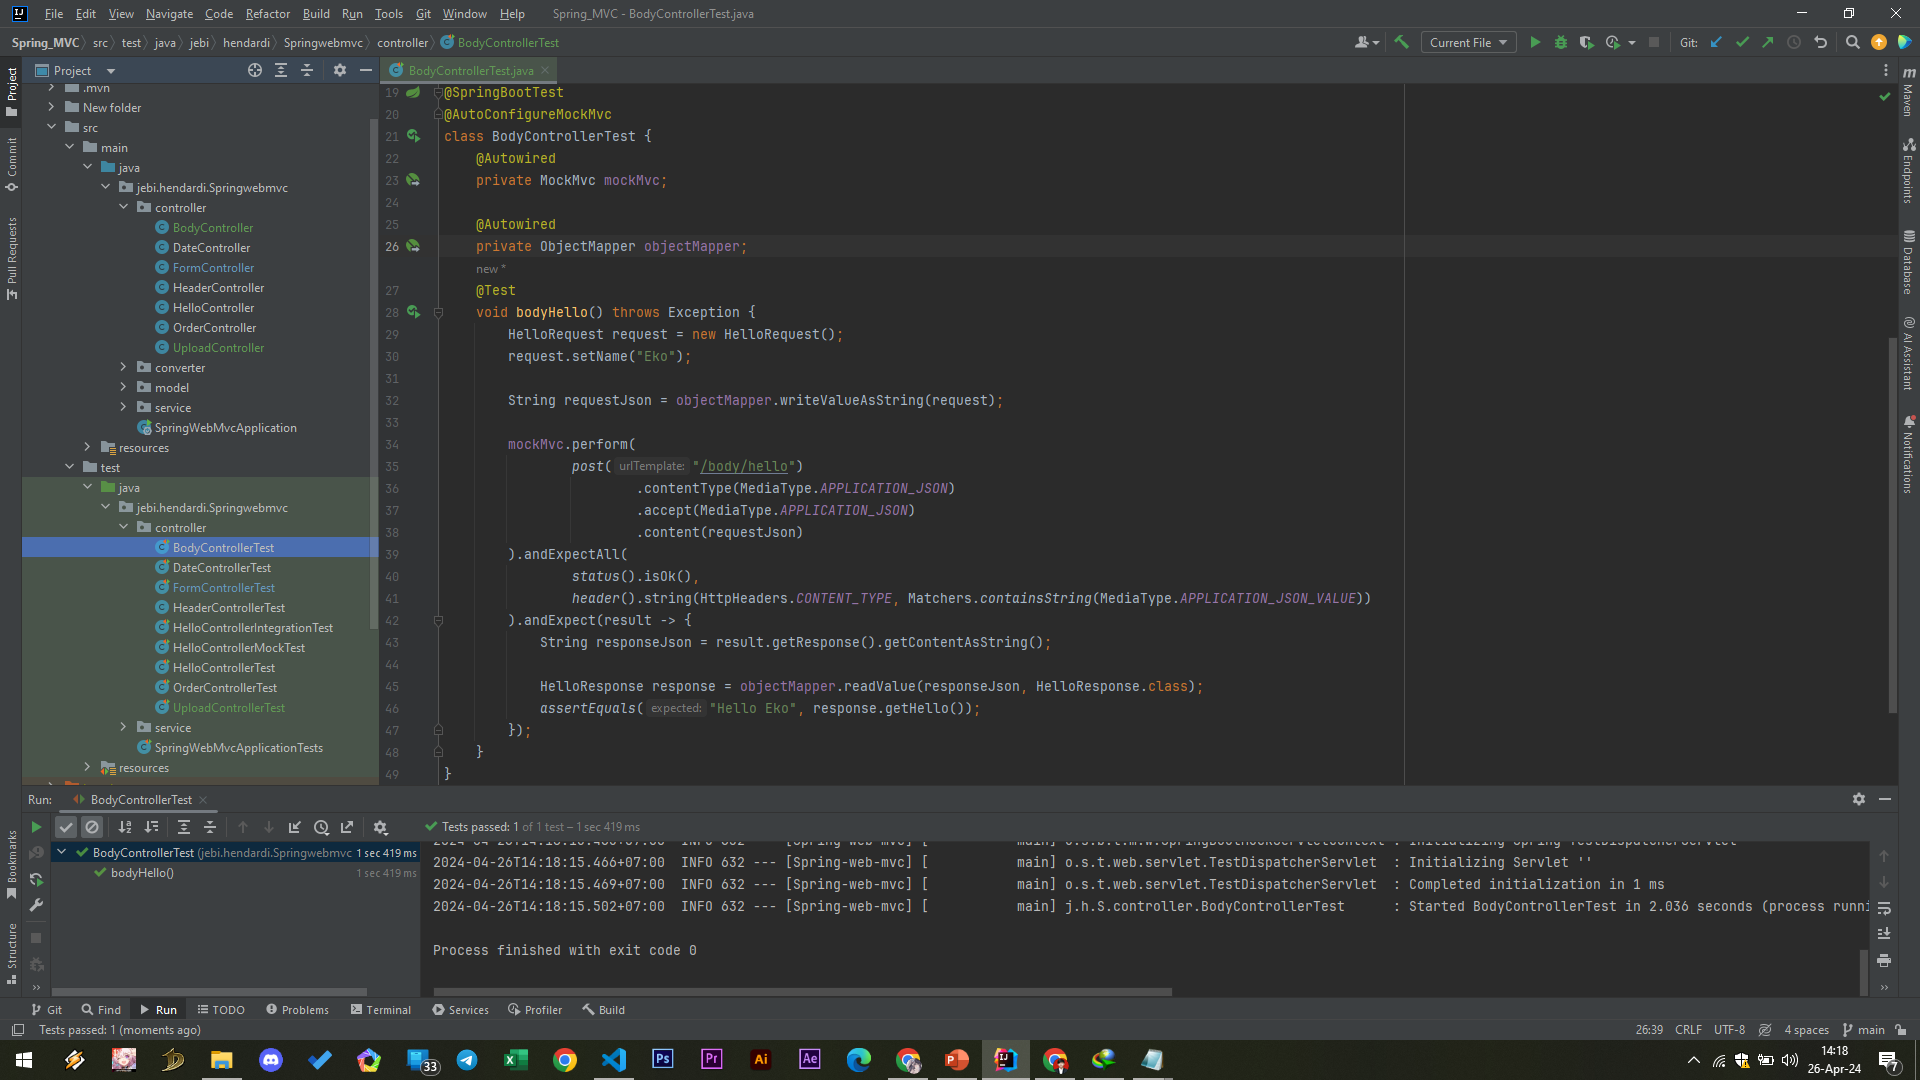 File Edit View Navigate Code Refactor Build Run Tools Git Window Help Spring_MVC - BodyControllerTest.java
Spring_MVC src test java jebi hendardi Springwebmvc controller BodyControllerTest
Current File Git:
Project
BodyControllerTest.java
Project
Commit
Pull Requests
Bookmarks
Structure
.mvn
New folder
src
main
java
jebi.hendardi.Springwebmvc
controller
BodyController
DateController
FormController
HeaderController
HelloController
OrderController
UploadController
converter
model
service
SpringWebMvcApplication
resources
test
java
jebi.hendardi.Springwebmvc
controller
BodyControllerTest
DateControllerTest
FormControllerTest
HeaderControllerTest
HelloControllerIntegrationTest
HelloControllerMockTest
HelloControllerTest
OrderControllerTest
UploadControllerTest
service
SpringWebMvcApplicationTests
resources
19 @SpringBootTest
20 @AutoConfigureMockMvc
21 class BodyControllerTest {
22 @Autowired
23 private MockMvc mockMvc;
24
25 @Autowired
26 private ObjectMapper objectMapper;
new *
27 @Test
28 void bodyHello() throws Exception {
29 HelloRequest request = new HelloRequest();
30 request.setName("Eko");
31
32 String requestJson = objectMapper.writeValueAsString(request);
33
34 mockMvc.perform(
35 post( urlTemplate: "/body/hello")
36 .contentType(MediaType.APPLICATION_JSON)
37 .accept(MediaType.APPLICATION_JSON)
38 .content(requestJson)
39 ).andExpectAll(
40 status().isOk(),
41 header().string(HttpHeaders.CONTENT_TYPE, Matchers.containsString(MediaType.APPLICATION_JSON_VALUE))
42 ).andExpect(result -> {
43 String responseJson = result.getResponse().getContentAsString();
44
45 HelloResponse response = objectMapper.readValue(responseJson, HelloResponse.class);
46 assertEquals( expected: "Hello Eko", response.getHello());
47 });
48 }
49 }
m
Maven
Endpoints
Database
AI Assistant
Notifications
Run: BodyControllerTest
Tests passed: 1 of 1 test – 1 sec 419 ms
BodyControllerTest (jebi.hendardi.Springwebmvc 1 sec 419 ms
bodyHello() 1 sec 419 ms
2024-04-26T14:18:15.466+07:00 INFO 632 --- [Spring-web-mvc] [ main] o.s.t.web.servlet.TestDispatcherServlet : Initializing Servlet ''
2024-04-26T14:18:15.469+07:00 INFO 632 --- [Spring-web-mvc] [ main] o.s.t.web.servlet.TestDispatcherServlet : Completed initialization in 1 ms
2024-04-26T14:18:15.502+07:00 INFO 632 --- [Spring-web-mvc] [ main] j.h.S.controller.BodyControllerTest : Started BodyControllerTest in 2.036 seconds (process runni
Process finished with exit code 0
Git Find Run TODO Problems Terminal Services Profiler Build
Tests passed: 1 (moments ago) 26:39 CRLF UTF-8 4 spaces main
33 Ps Pr Ai Ae
14:18
26-Apr-24
7